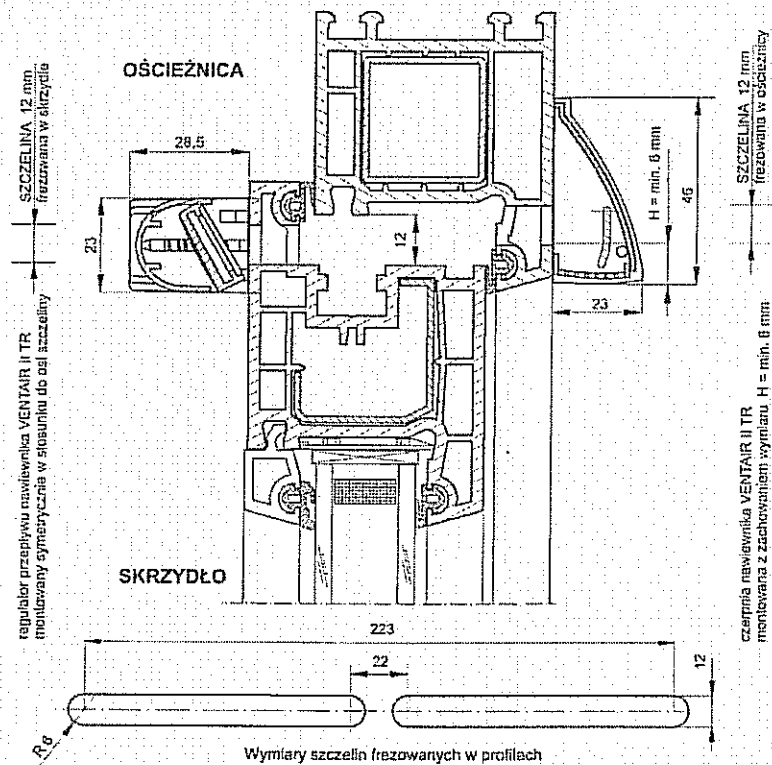 OŚCIEŻNICA
SZCZELINA 12 mm
frezowana w skrzydle
28,5
23
regulator przepływu nawiewnika VENTAIR II TR
montowany symetrycznie w stosunku do osi szczeliny
12
SZCZELINA 12 mm
frezowana w ościeżnicy
H = min. 6 mm
46
23
czerpnia nawiewnika VENTAIR II TR
montowana z zachowaniem wymiaru H = min. 6 mm
SKRZYDŁO
223
22
12
R6
Wymiary szczelin frezowanych w profilach